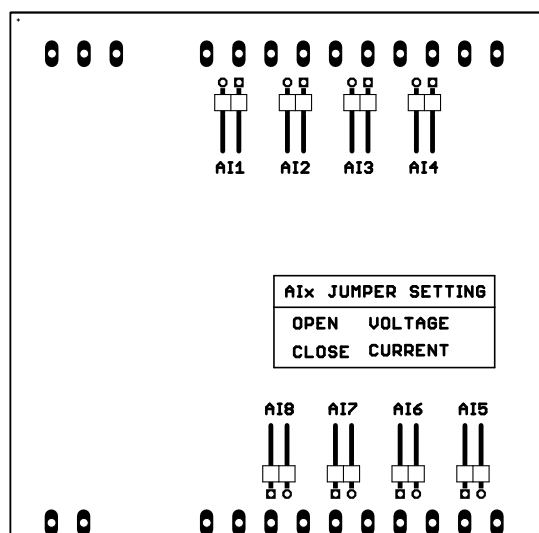 AI1 AI2 AI3 AI4
AIx JUMPER SETTING
OPEN VOLTAGE
CLOSE CURRENT
AI8 AI7 AI6 AI5